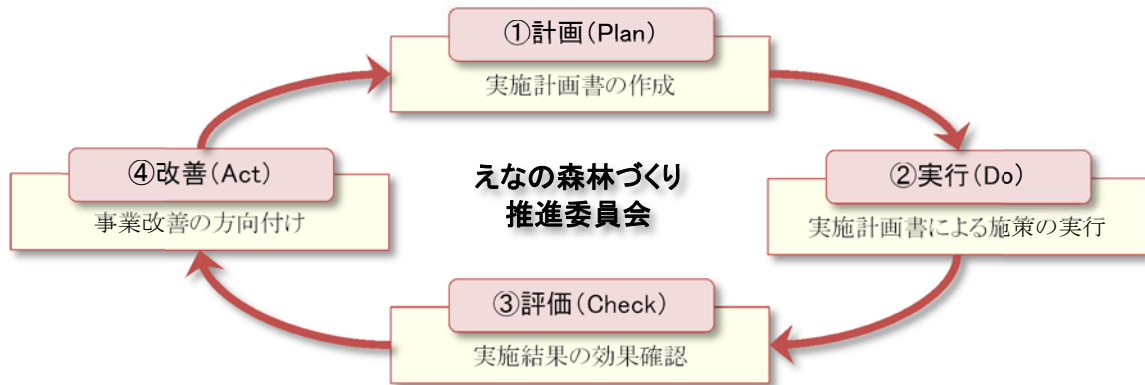 ①計画(Plan)
実施計画書の作成
④改善(Act)
事業改善の方向付け
えなの森林づくり
推進委員会
②実行(Do)
実施計画書による施策の実行
③評価(Check)
実施結果の効果確認